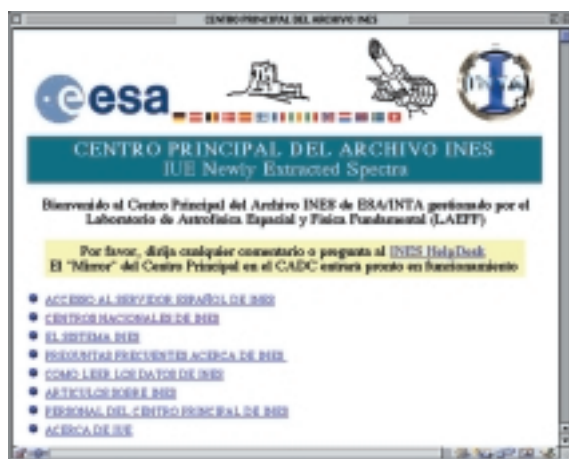 CENTRO PRINCIPAL DEL ARCHIVO INES
esa
INTA
CENTRO PRINCIPAL DEL ARCHIVO INES
IUE Newly Extracted Spectra
Bienvenido al Centro Principal del Archivo INES de ESA/INTA gestionado por el
Laboratorio de Astrofísica Espacial y Física Fundamental (LAEFF)
Por favor, dirija cualquier comentario o pregunta al INES HelpDesk
El "Mirror" del Centro Principal en el CADC entrará pronto en funcionamiento
ACCESO AL SERVIDOR ESPAÑOL DE INES
CENTROS NACIONALES DE INES
EL SISTEMA INES
PREGUNTAS FRECUENTES ACERCA DE INES
COMO LEER LOS DATOS DE INES
ARTICULOS SOBRE INES
PERSONAL DEL CENTRO PRINCIPAL DE INES
ACERCA DE IUE